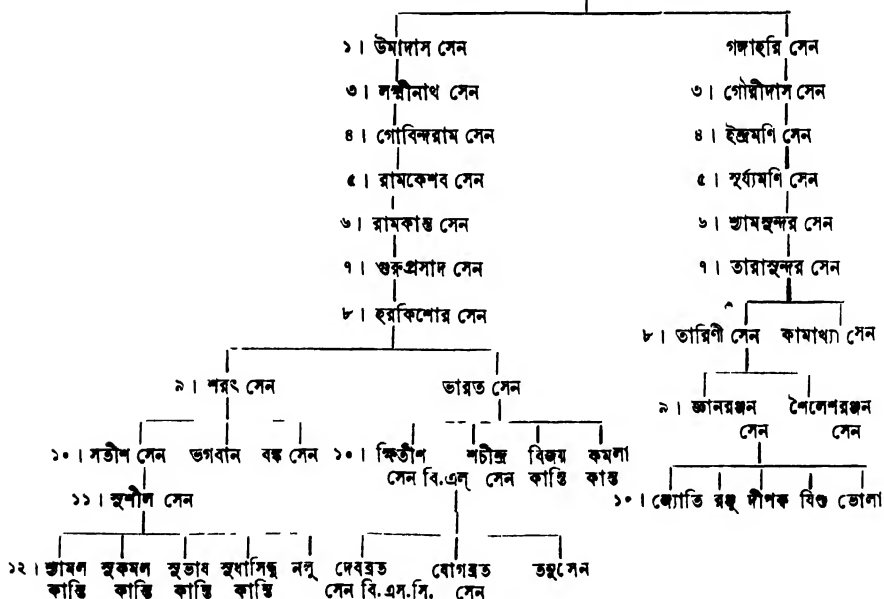 ১। উমাদাস সেন গঙ্গাহরি সেন
৩। লক্ষ্মীনাথ সেন ৩। গৌরীদাস সেন
৪। গোবিন্দরাম সেন ৪। ইন্দ্রমণি সেন
৫। রামকেশব সেন ৫। সূর্য্যমণি সেন
৬। রামকান্ত সেন ৬। শ্যামসুন্দর সেন
৭। গুরুপ্রসাদ সেন ৭। তারাসুন্দর সেন
৮। হরকিশোর সেন
৮। তারিণী সেন কামাখ্যা সেন
৯। শরৎ সেন ভারত সেন
৯। জ্ঞানরঞ্জন শৈলেশরঞ্জন
সেন সেন
১০। সতীশ সেন ভগবান বঙ্ক সেন ১০। ক্ষিতীশ শচীন্দ্র বিজয় কমলা
সেন বি.এল্ সেন কান্তি কান্ত
১০। জ্যোতি রঞ্জু দীপক বিশু ভোলা
১১। সুশীল সেন
১২। শ্যামল সুকমল সুভাষ সুধাসিন্ধু নপু দেবব্রত যোগব্রত তনুসেন
কান্তি কান্তি কান্তি কান্তি সেন বি.এস.সি. সেন